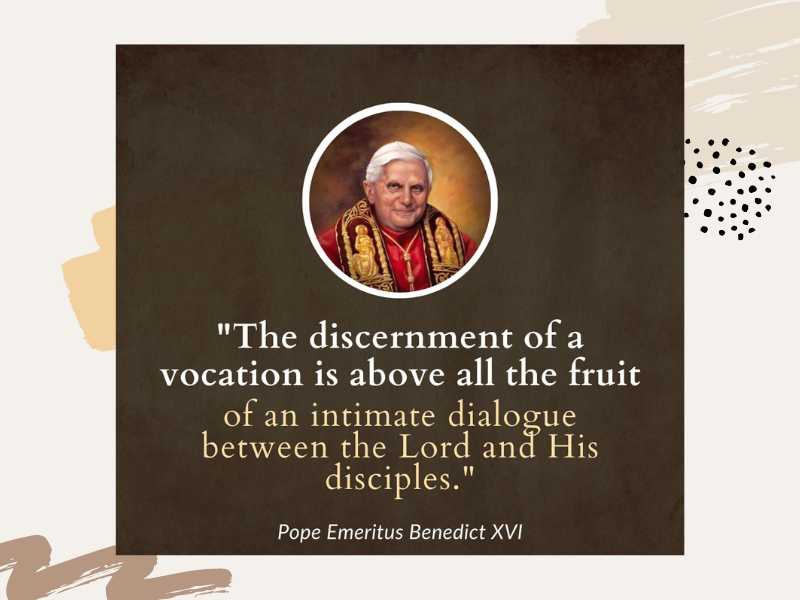 "The discernment of a
vocation is above all the fruit
of an intimate dialogue
between the Lord and His
disciples."
Pope Emeritus Benedict XVI